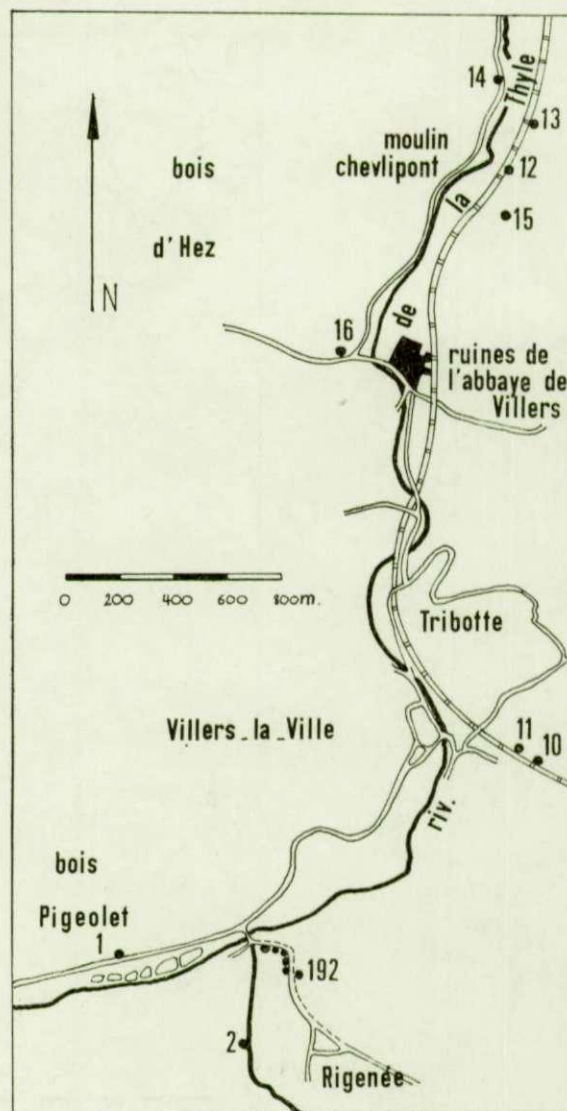 14
Thyle
13
moulin
chevlipont
12
bois
la
15
d'Hez
N
de
16
ruines de
l'abbaye de
Villers
0 200 400 600 800m.
Tribotte
Villers_la_Ville
11
10
riv.
bois
Pigeolet
1
192
2
Rigenée